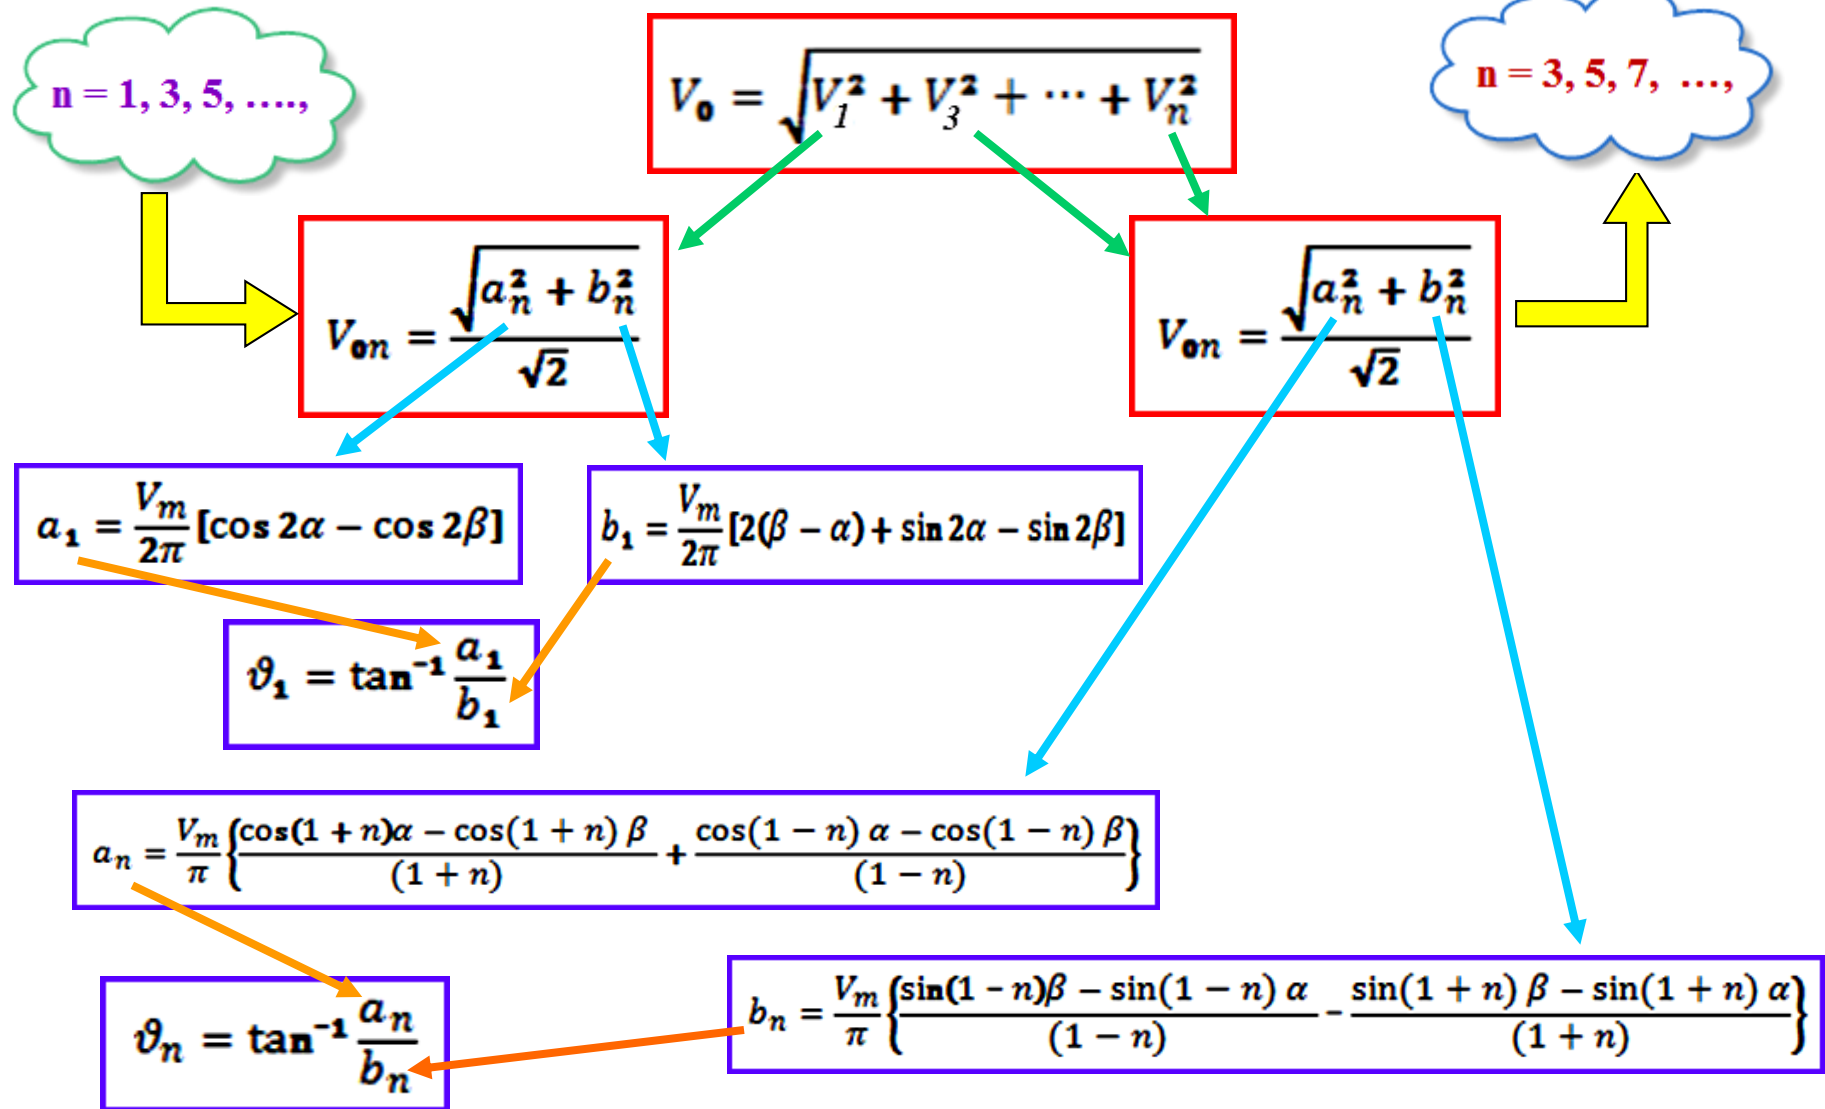 n = 1, 3, 5, ….,
V₀ = √(V₁² + V₃² + ⋯ + Vₙ²)
n = 3, 5, 7, …,
V₀ₙ = √(aₙ² + bₙ²) / √2
V₀ₙ = √(aₙ² + bₙ²) / √2
a₁ = Vₘ/2π [cos 2α − cos 2β]
b₁ = Vₘ/2π [2(β − α) + sin 2α − sin 2β]
ϑ₁ = tan⁻¹ a₁/b₁
aₙ = Vₘ/π {(cos(1 + n)α − cos(1 + n) β)/(1 + n) + (cos(1 − n) α − cos(1 − n) β)/(1 − n)}
bₙ = Vₘ/π {(sin(1 - n)β − sin(1 − n) α)/(1 − n) - (sin(1 + n) β − sin(1 + n) α)/(1 + n)}
ϑₙ = tan⁻¹ aₙ/bₙ